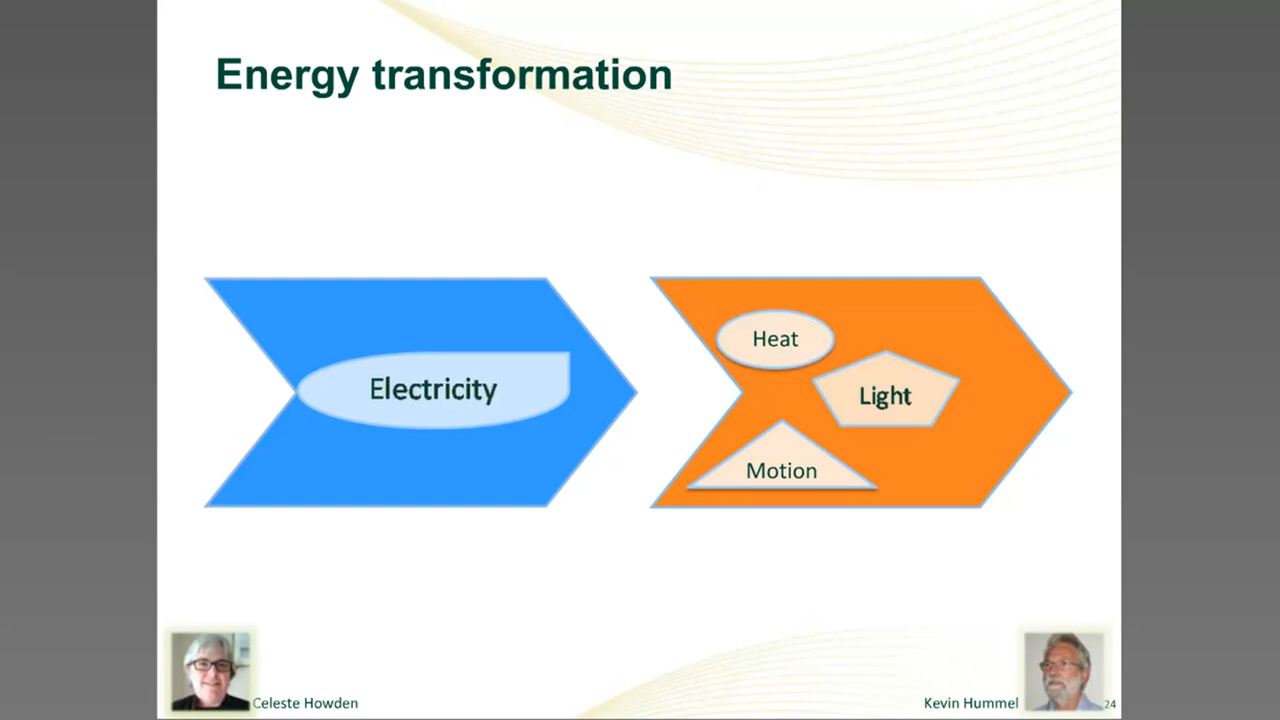 Energy transformation
Electricity
Heat
Light
Motion
Celeste Howden
Kevin Hummel
24